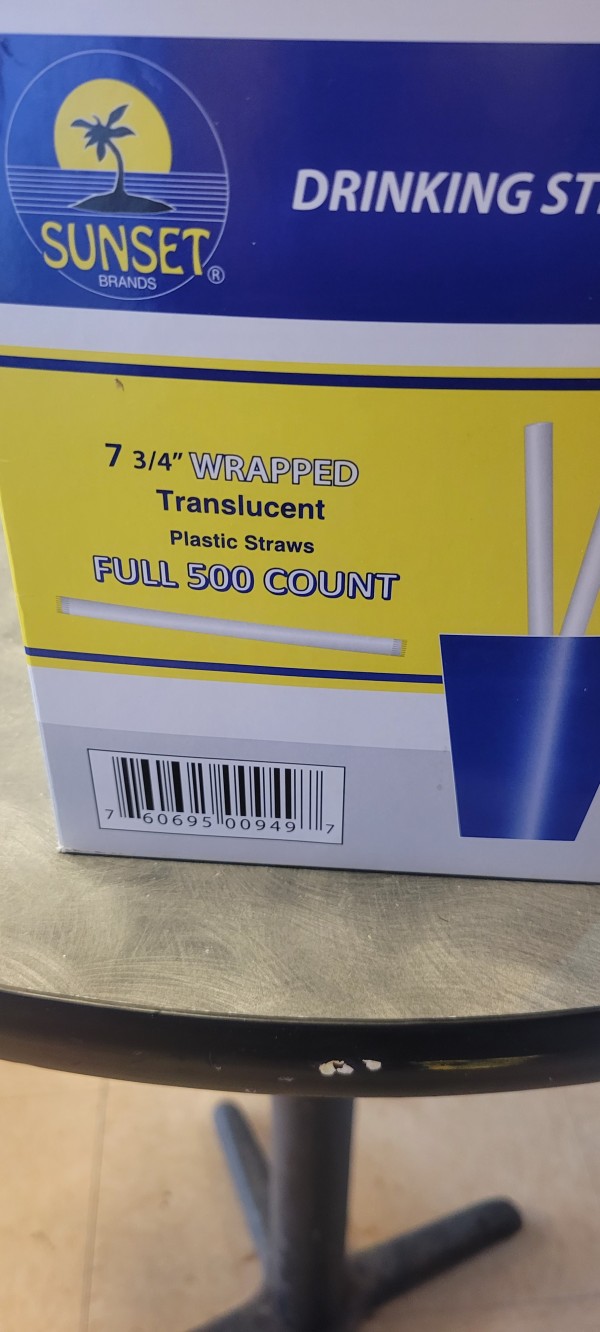 SUNSET
BRANDS
®
DRINKING ST
7 3/4” WRAPPED
Translucent
Plastic Straws
FULL 500 COUNT
7 60695 00949 7